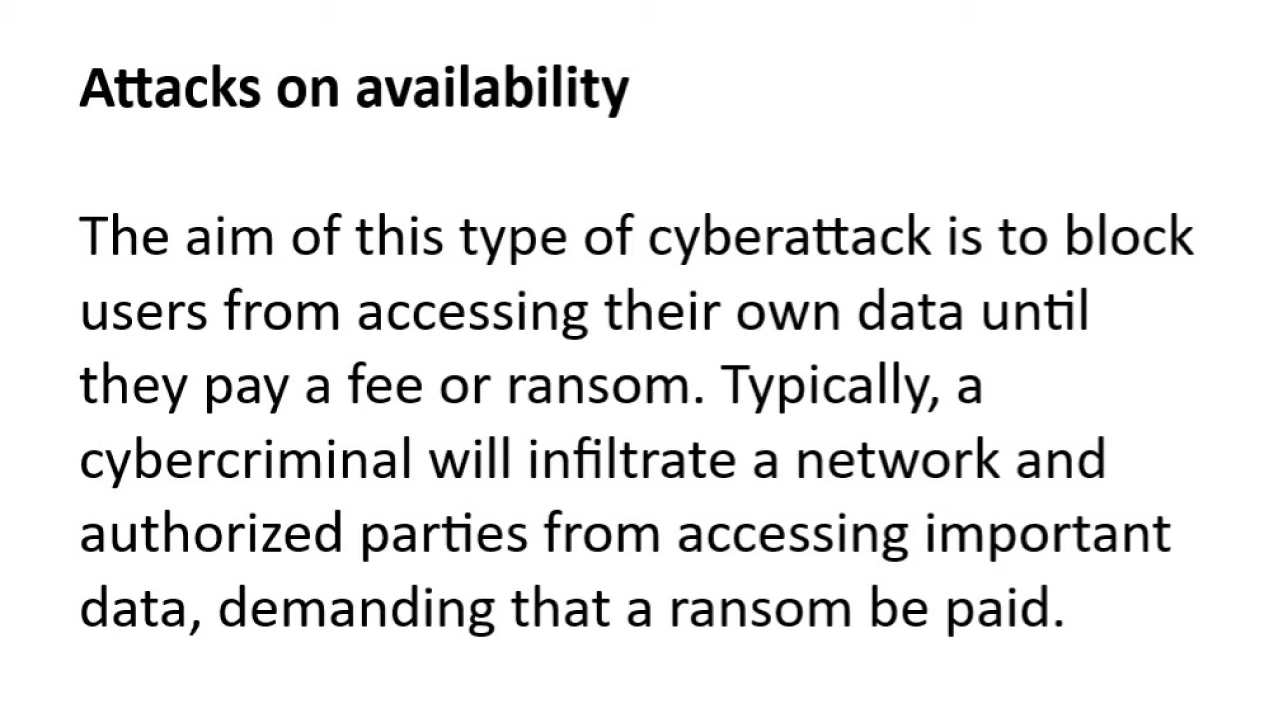 Attacks on availability
The aim of this type of cyberattack is to block
users from accessing their own data until
they pay a fee or ransom. Typically, a
cybercriminal will infiltrate a network and
authorized parties from accessing important
data, demanding that a ransom be paid.